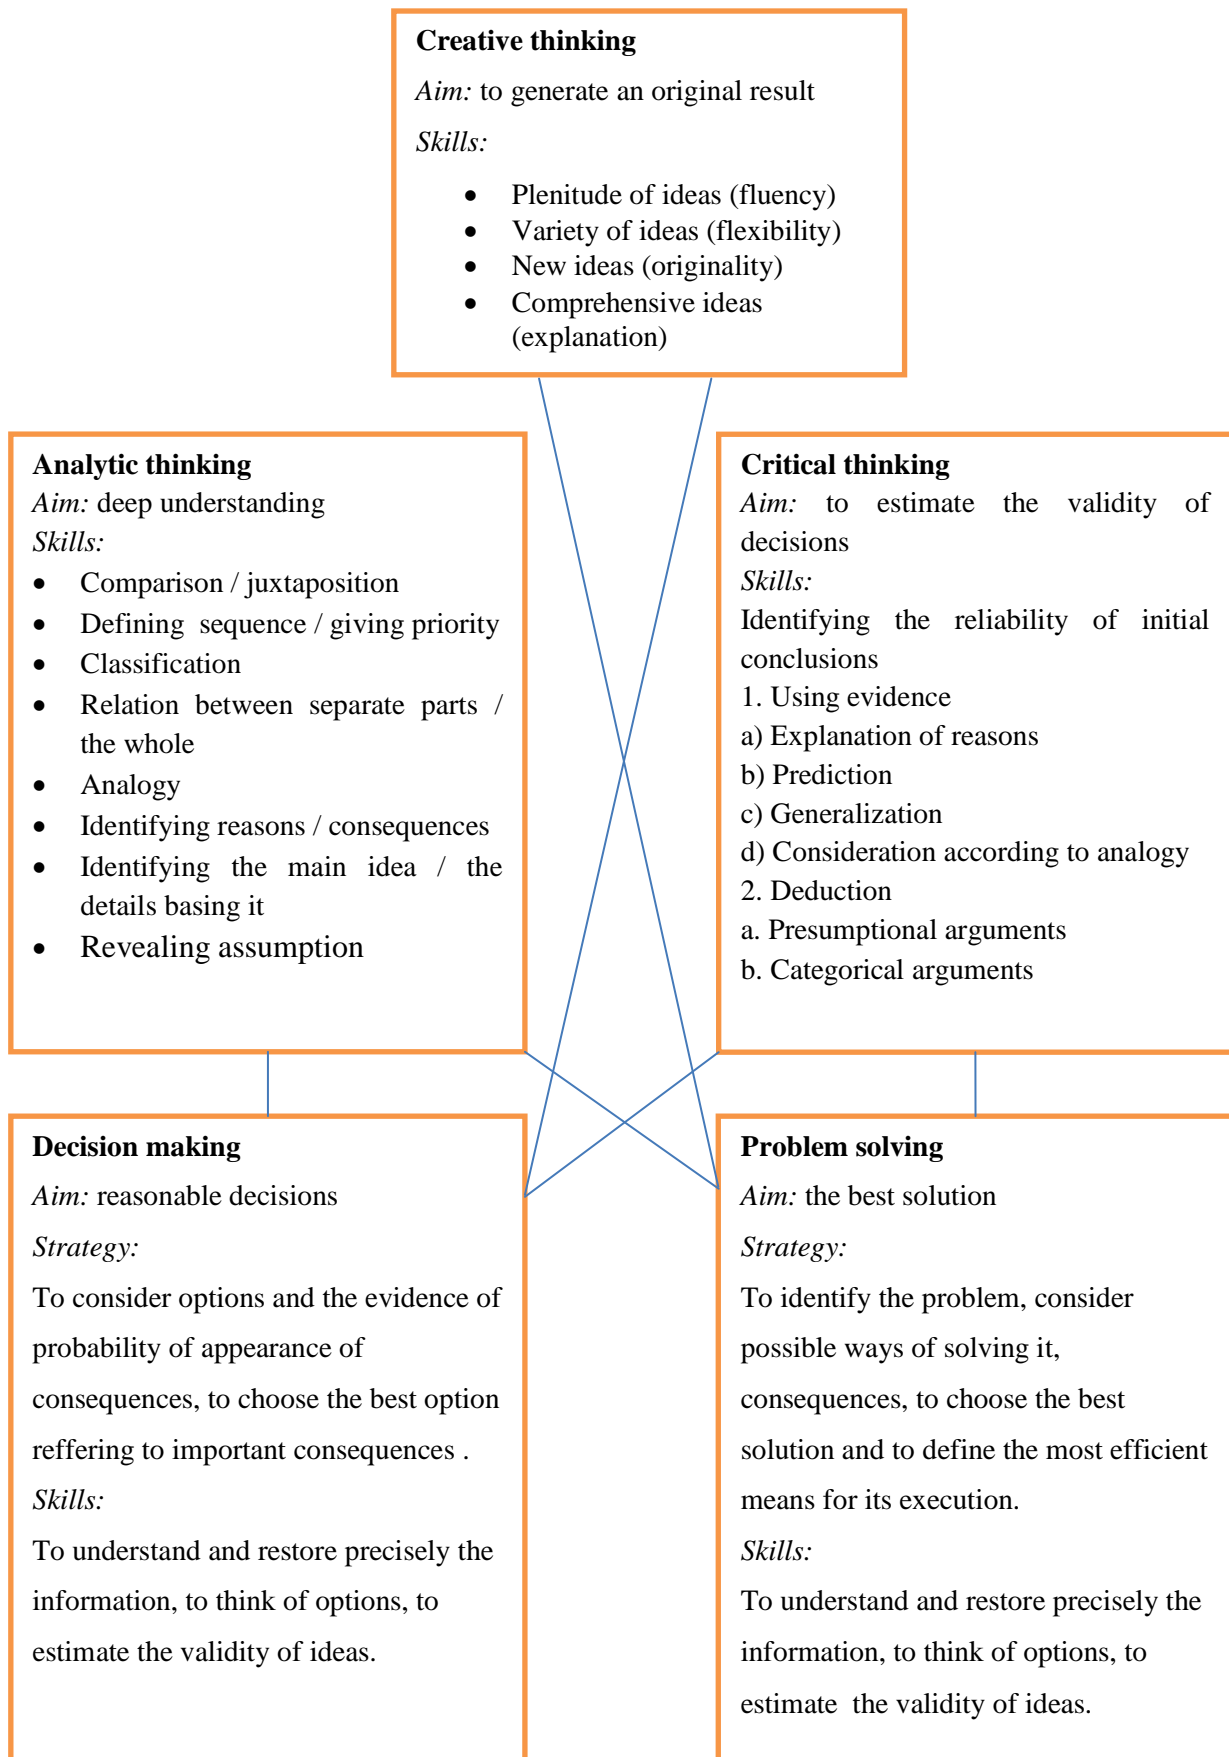 Creative thinking
Aim: to generate an original result
Skills:
• Plenitude of ideas (fluency)
• Variety of ideas (flexibility)
• New ideas (originality)
• Comprehensive ideas
(explanation)
Analytic thinking
Aim: deep understanding
Skills:
• Comparison / juxtaposition
• Defining sequence / giving priority
• Classification
• Relation between separate parts /
the whole
• Analogy
• Identifying reasons / consequences
• Identifying the main idea / the
details basing it
• Revealing assumption
Critical thinking
Aim: to estimate the validity of
decisions
Skills:
Identifying the reliability of initial
conclusions
1. Using evidence
a) Explanation of reasons
b) Prediction
c) Generalization
d) Consideration according to analogy
2. Deduction
a. Presumptional arguments
b. Categorical arguments
Decision making
Aim: reasonable decisions
Strategy:
To consider options and the evidence of
probability of appearance of
consequences, to choose the best option
reffering to important consequences .
Skills:
To understand and restore precisely the
information, to think of options, to
estimate the validity of ideas.
Problem solving
Aim: the best solution
Strategy:
To identify the problem, consider
possible ways of solving it,
consequences, to choose the best
solution and to define the most efficient
means for its execution.
Skills:
To understand and restore precisely the
information, to think of options, to
estimate the validity of ideas.